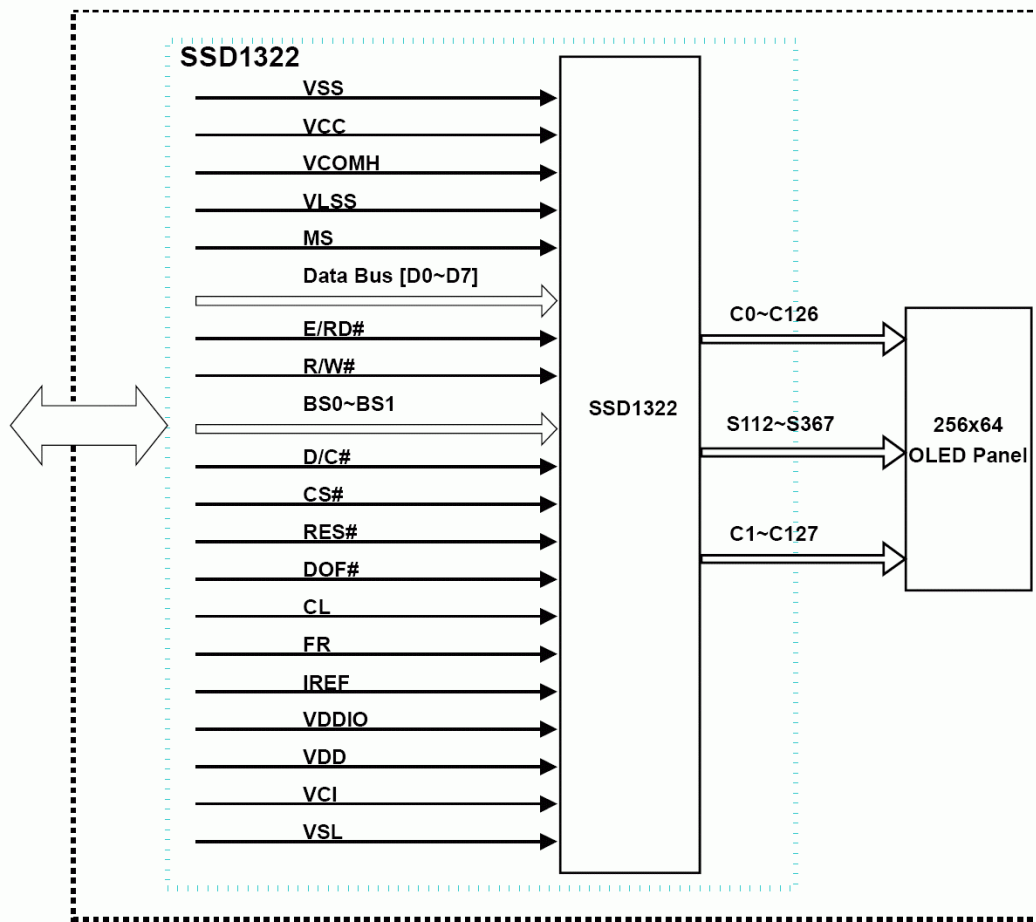 SSD1322
VSS
VCC
VCOMH
VLSS
MS
Data Bus [D0~D7]
E/RD#
R/W#
BS0~BS1
D/C#
CS#
RES#
DOF#
CL
FR
IREF
VDDIO
VDD
VCI
VSL
SSD1322
C0~C126
S112~S367
C1~C127
256x64
OLED Panel